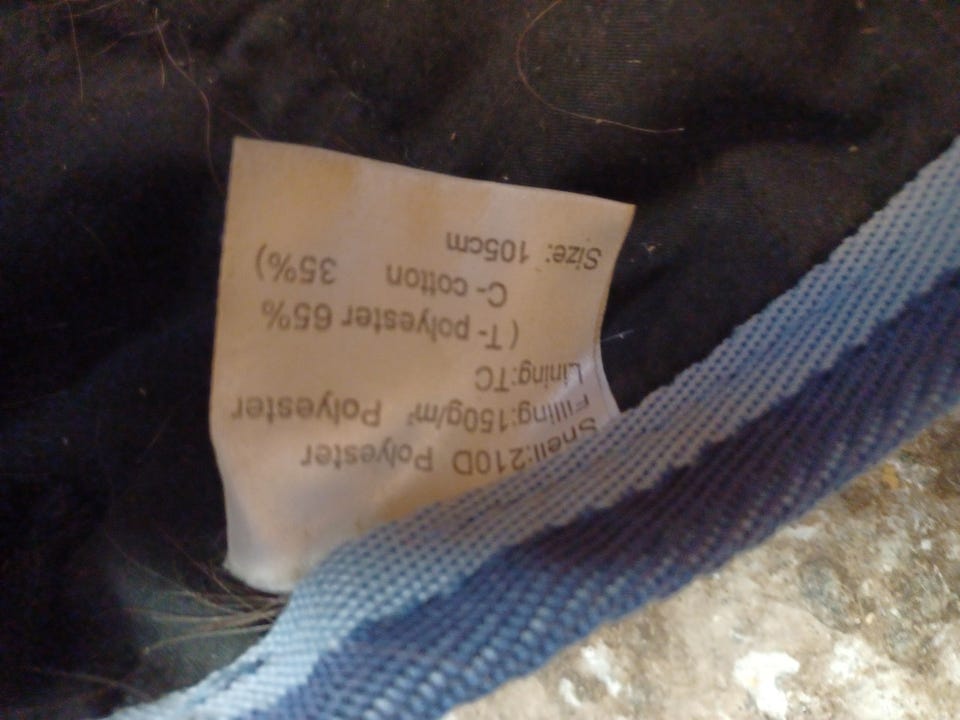 Shell:210D Polyester
Filling:150g/m² Polyester
Lining:TC
(T- polyester 65%
C- cotton 35%)
Size: 105cm